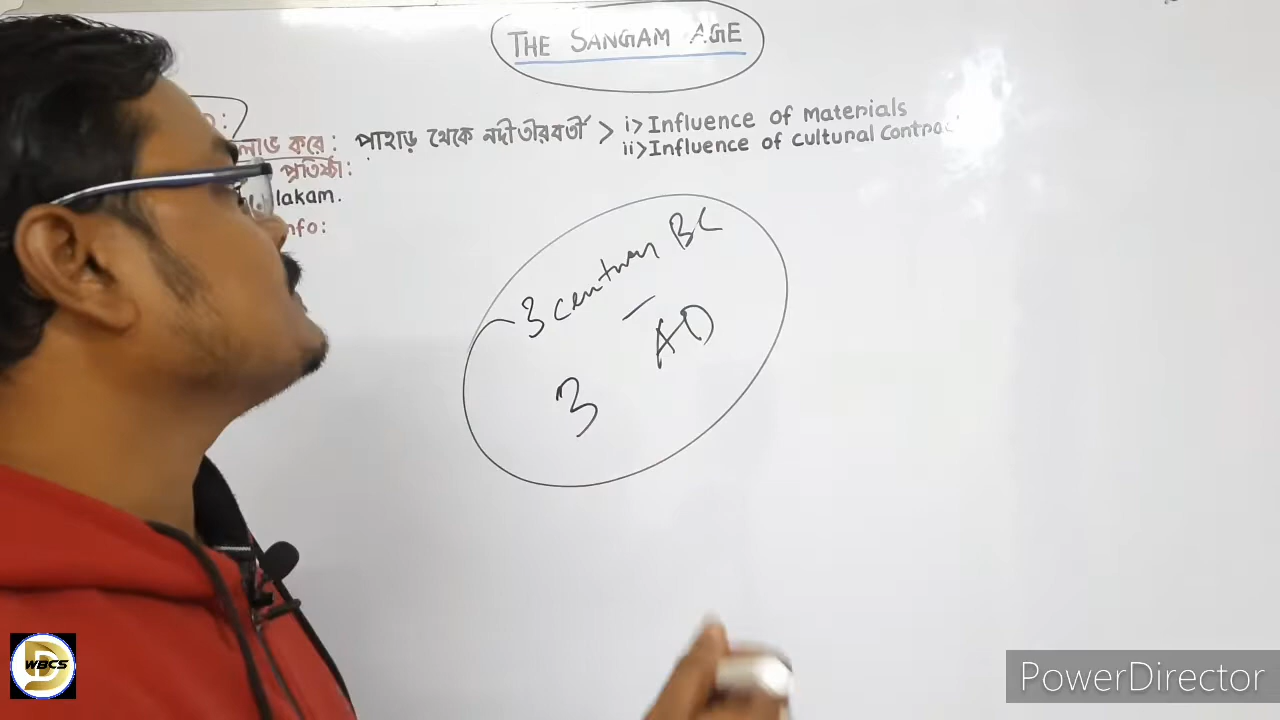 THE SANGAM AGE
লাভ করে: পাহাড় থেকে নদীতীরবর্তী > i> Influence of Materials
ii> Influence of Cultural Contrac
প্রতিষ্ঠা:
lakam.
nfo:
3 century BC
—
3 AD
WBCS
PowerDirector